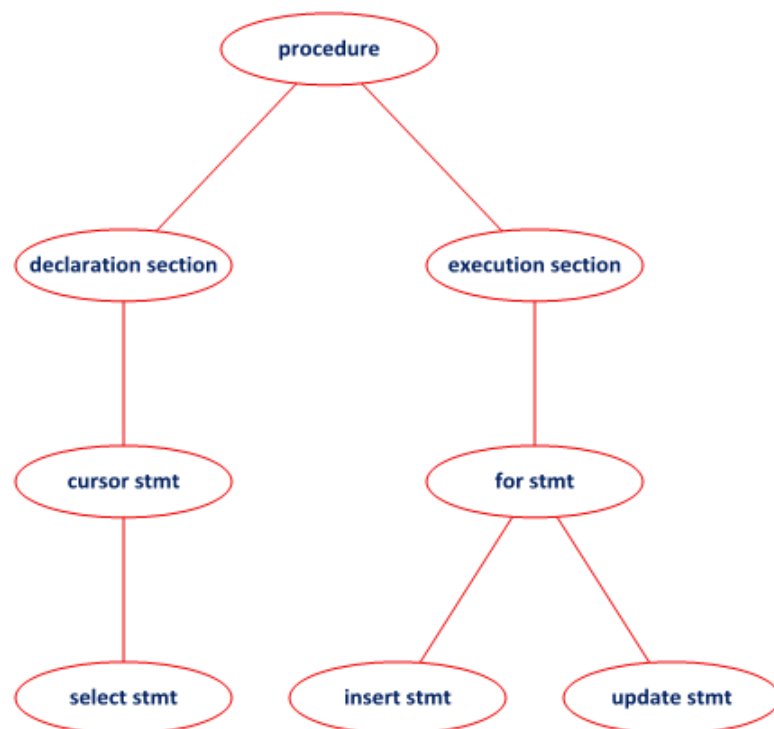 procedure
declaration section
execution section
cursor stmt
for stmt
select stmt
insert stmt
update stmt